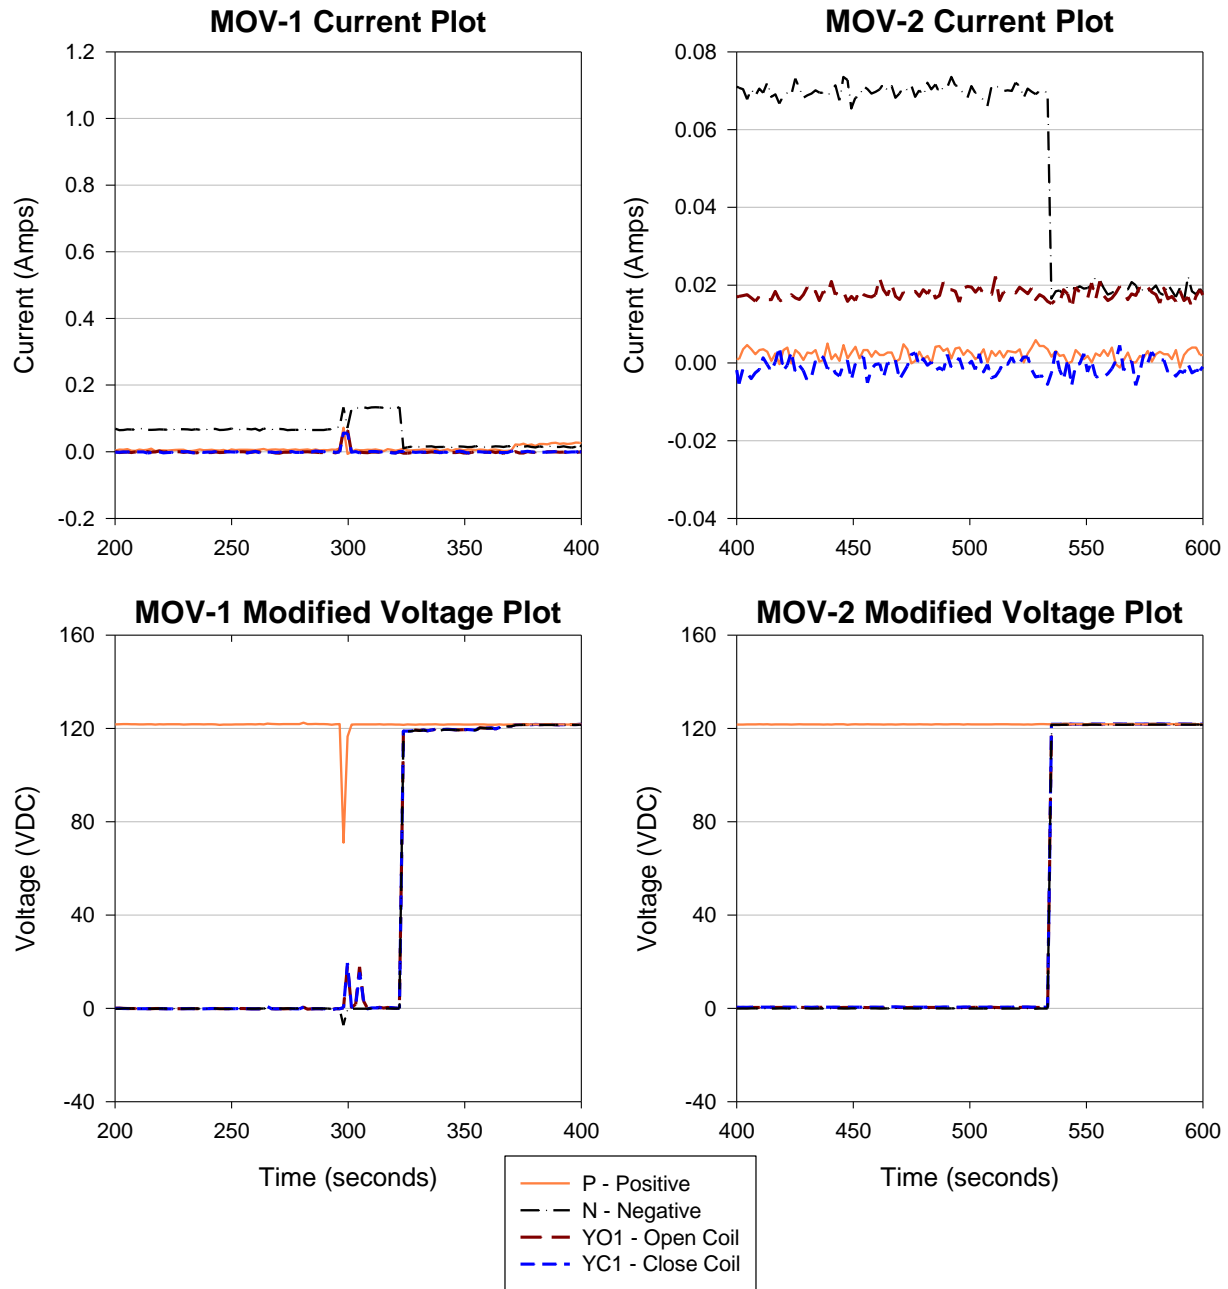 MOV-1 Current Plot
MOV-2 Current Plot
1.2
1.0
0.8
0.6
0.4
0.2
0.0
-0.2
Current (Amps)
200 250 300 350 400
0.08
0.06
0.04
0.02
0.00
-0.02
-0.04
Current (Amps)
400 450 500 550 600
MOV-1 Modified Voltage Plot
MOV-2 Modified Voltage Plot
160
120
80
40
0
-40
Voltage (VDC)
200 250 300 350 400
Time (seconds)
160
120
80
40
0
-40
Voltage (VDC)
400 450 500 550 600
Time (seconds)
P - Positive
N - Negative
YO1 - Open Coil
YC1 - Close Coil